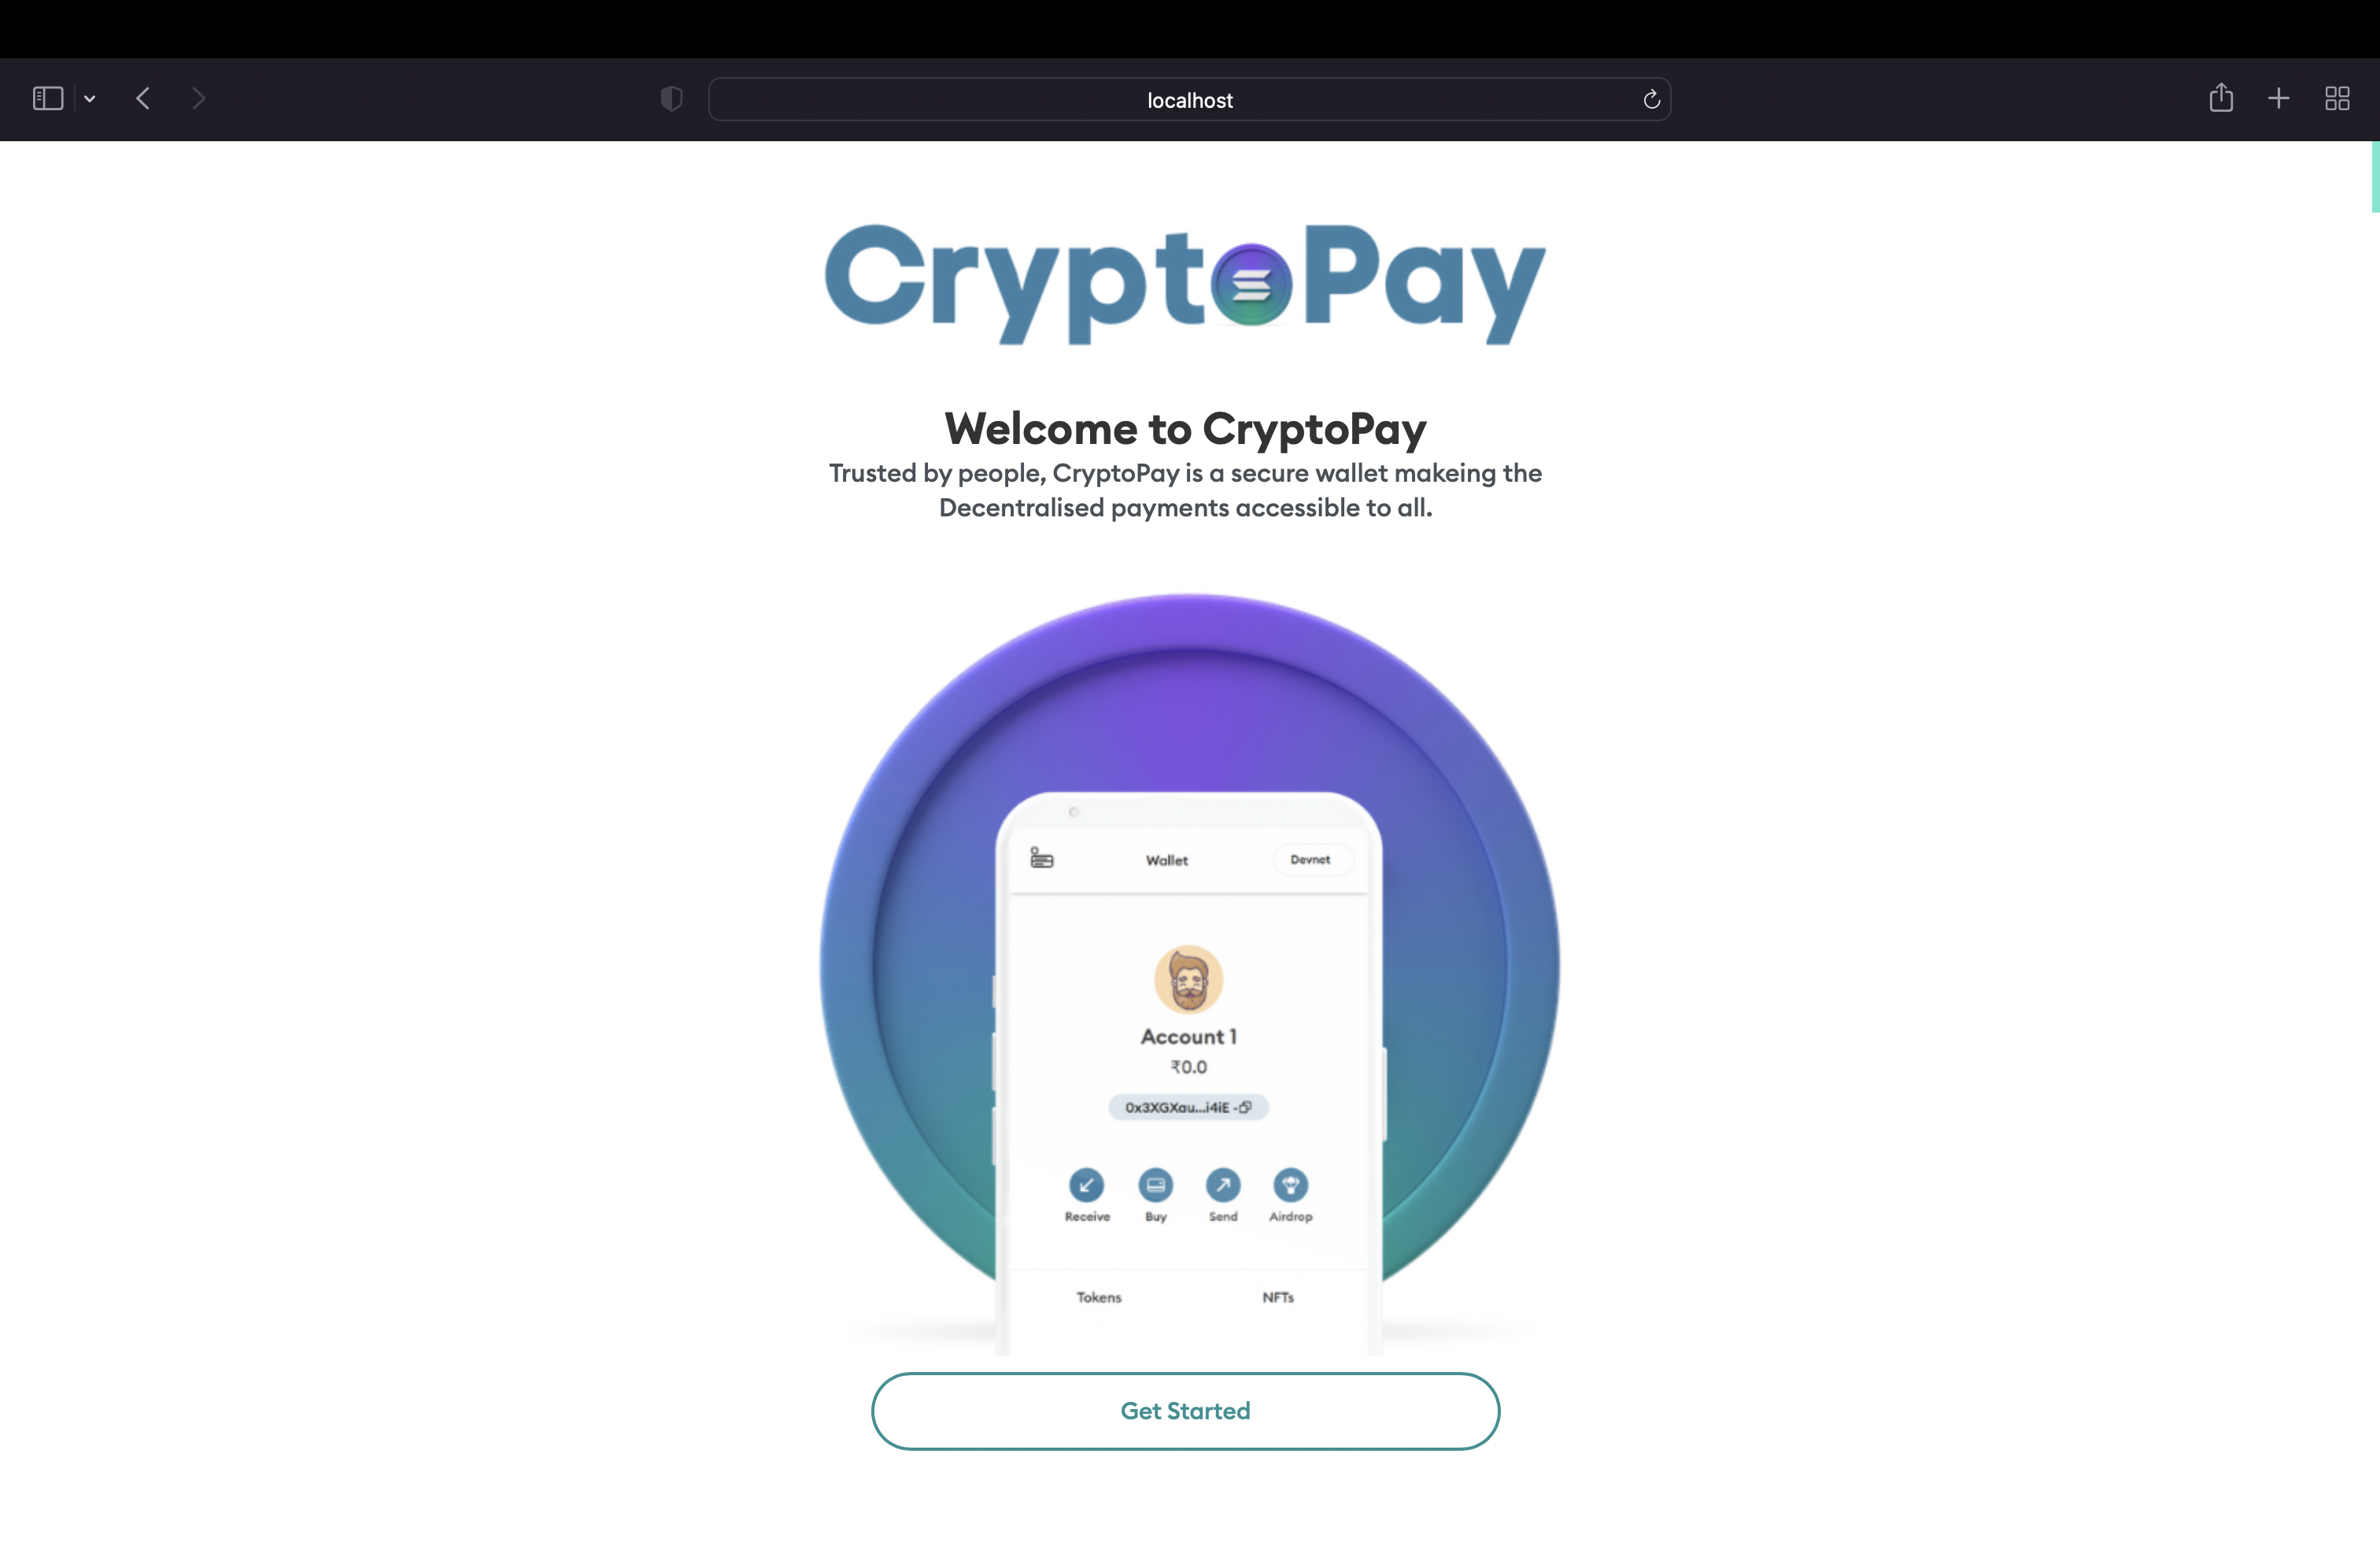 localhost
CryptoPay
Welcome to CryptoPay
Trusted by people, CryptoPay is a secure wallet makeing the
Decentralised payments accessible to all.
Wallet
Devnet
Account 1
₹0.0
0x3XGXau...i4iE -
Receive Buy Send Airdrop
Tokens NFTs
Get Started